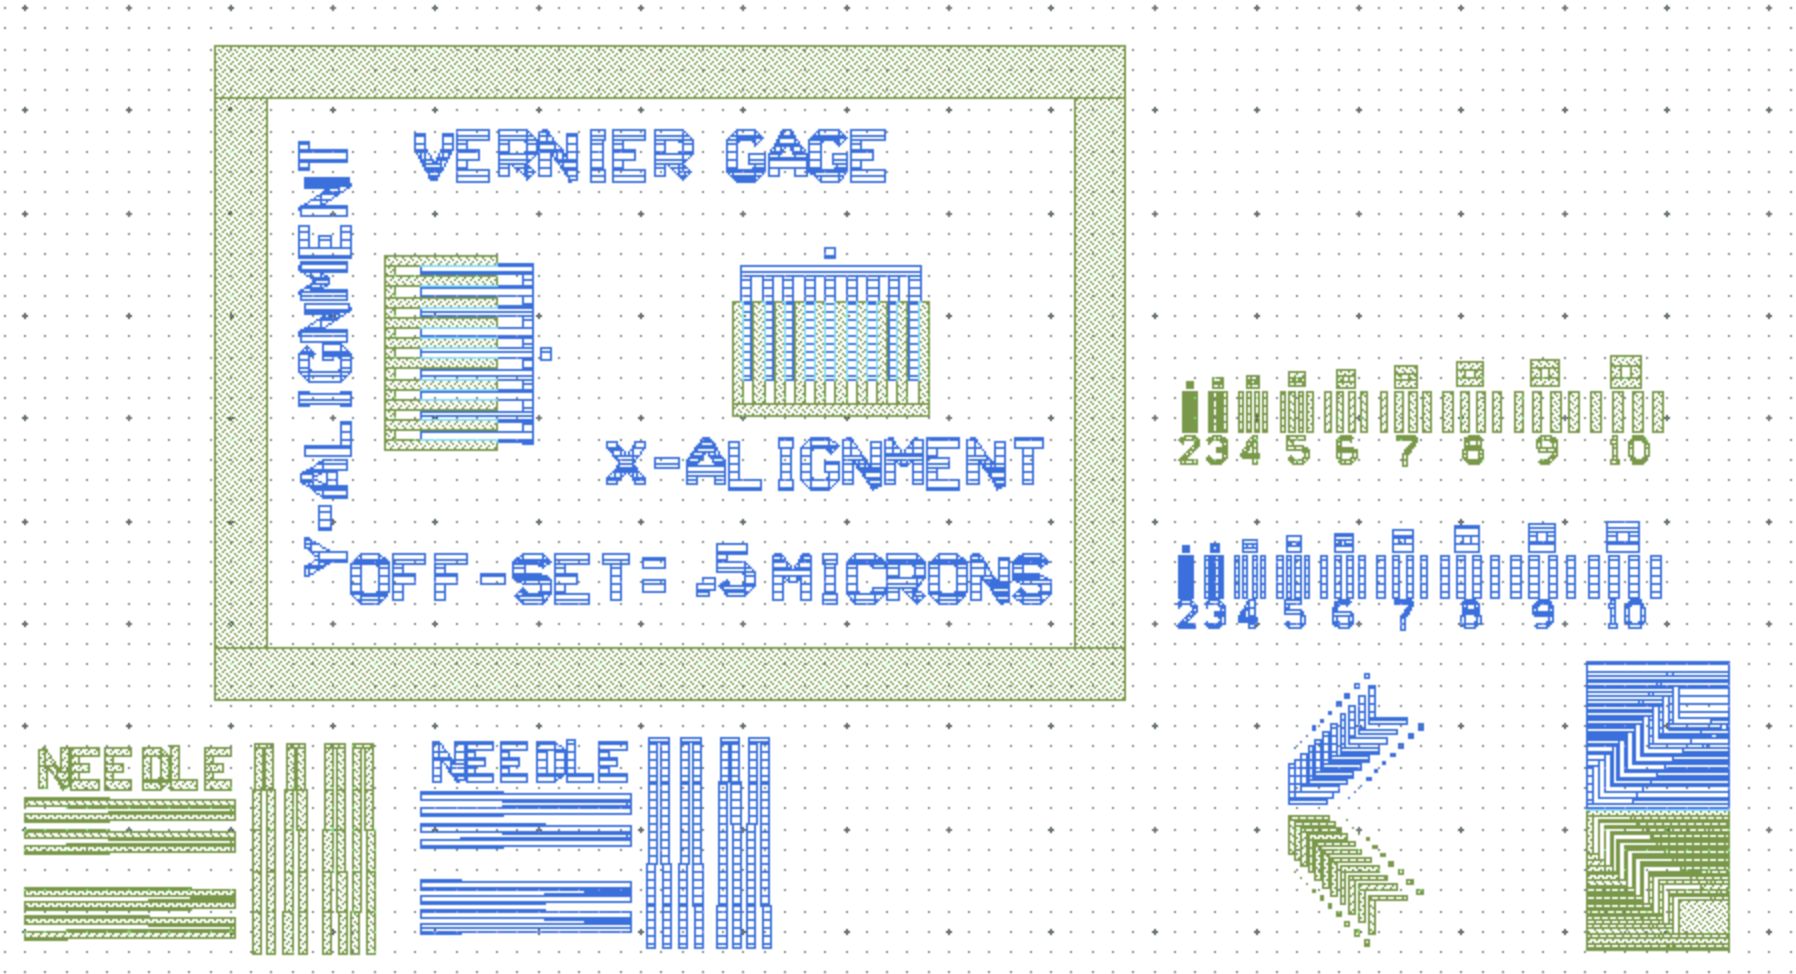 VERNIER GAGE
Y-ALIGNMENT
X-ALIGNMENT
OFF-SET= .5 MICRONS
2 3 4 5 6 7 8 9 10
2 3 4 5 6 7 8 9 10
NEEDLE
NEEDLE